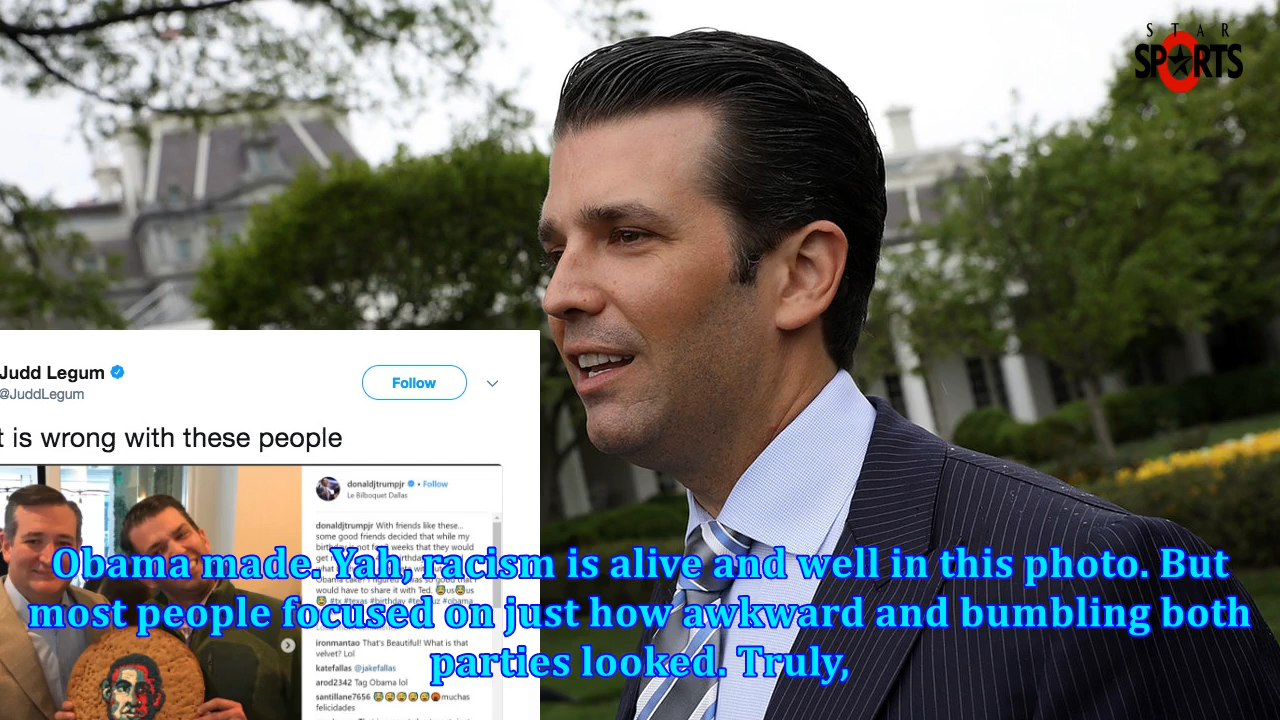 STAR
SPORTS
Judd Legum
@JuddLegum
Follow
t is wrong with these people
donaldjtrumpjr • Follow
Le Bilboquet Dallas
donaldjtrumpjr With friends like these...
some good friends decided that while my
Obama made. Yah, racism is alive and well in this photo. But
most people focused on just how awkward and bumbling both
would have to share it with Ted.
parties looked. Truly,
ironmantao That's Beautiful! What is that
velvet? Lol
katefallas @jakefallas
arod2342 Tag Obama lol
santillane7656 muchas
felicidades